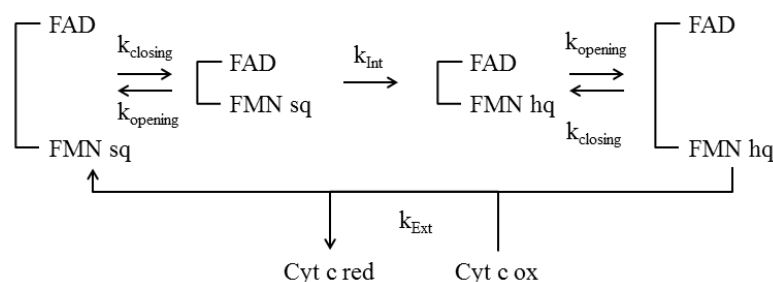 FAD
FMN sq
k_closing
k_opening
FAD
FMN sq
k_Int
FAD
FMN hq
k_opening
k_closing
FAD
FMN hq
k_Ext
Cyt c red
Cyt c ox